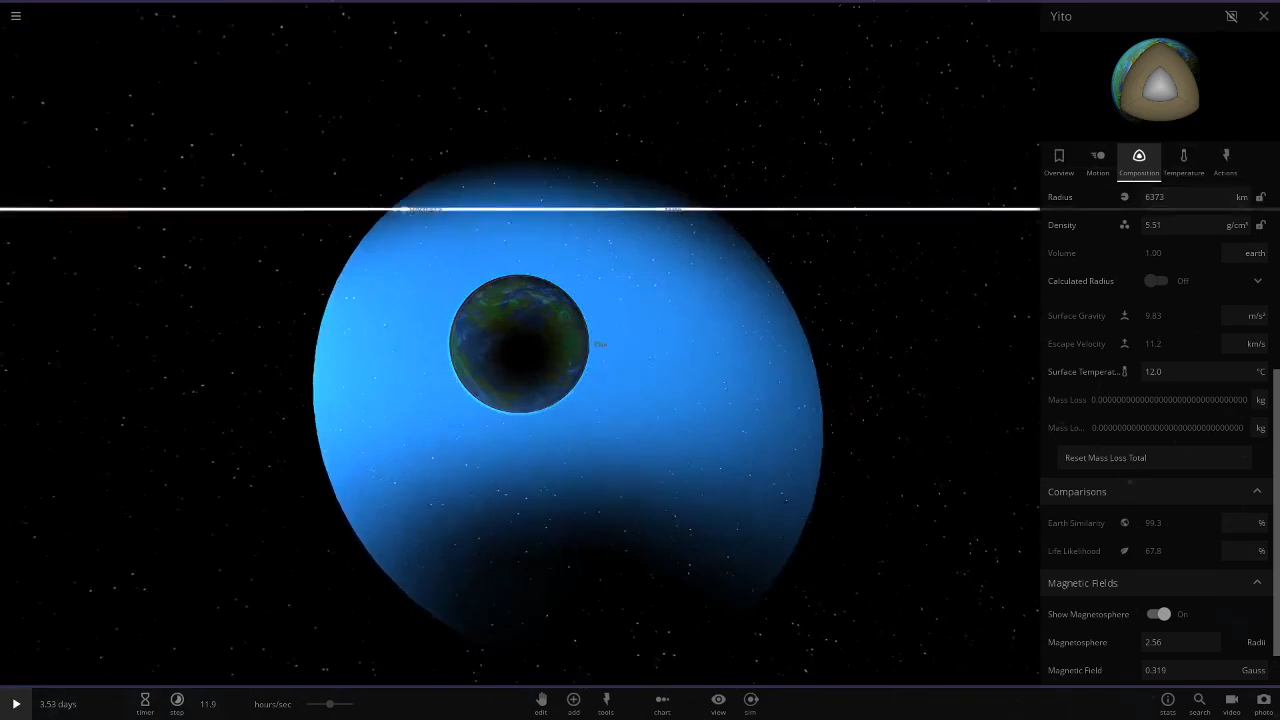 Yito
Overview Motion Composition Temperature Actions
Radius 6373 km
Density 5.51 g/cm³
Volume 1.00 earth
Calculated Radius Off
Surface Gravity 9.83 m/s²
Escape Velocity 11.2 km/s
Surface Temperat... 12.0 °C
Mass Loss 0.0000000000000000000000000000000 kg
Mass Lo... 0.0000000000000000000000000000000 kg
Reset Mass Loss Total
Comparisons
Earth Similarity 99.3 %
Life Likelihood 67.8 %
Magnetic Fields
Show Magnetosphere On
Magnetosphere 2.56 Radii
Magnetic Field 0.319 Gauss
3.53 days timer step 11.9 hours/sec edit add tools chart view sim stats search video photo